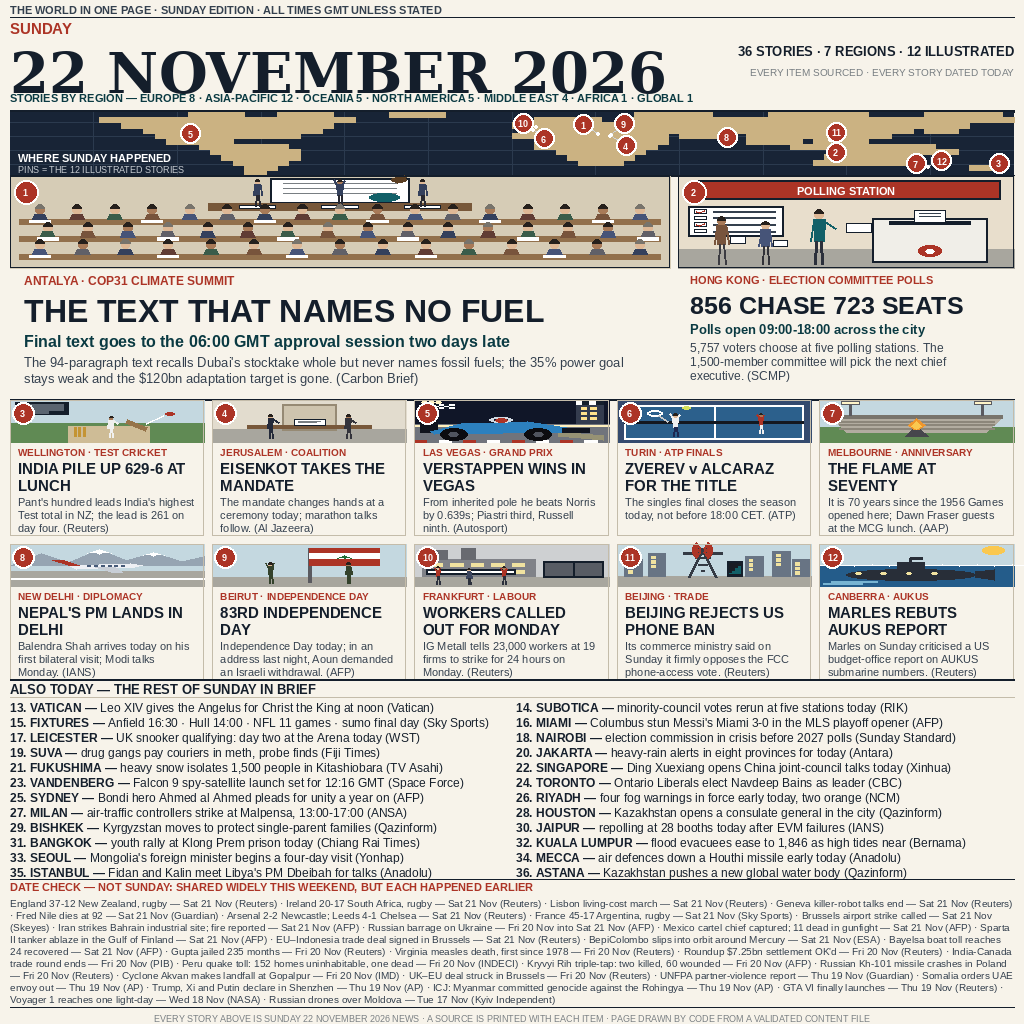 THE WORLD IN ONE PAGE · SUNDAY EDITION · ALL TIMES GMT UNLESS STATED
SUNDAY
22 NOVEMBER 2026
36 STORIES · 7 REGIONS · 12 ILLUSTRATED
EVERY ITEM SOURCED · EVERY STORY DATED TODAY
STORIES BY REGION — EUROPE 8 · ASIA-PACIFIC 12 · OCEANIA 5 · NORTH AMERICA 5 · MIDDLE EAST 4 · AFRICA 1 · GLOBAL 1
5
10
6
1
9
4
8
11
2
7
12
3
WHERE SUNDAY HAPPENED
PINS = THE 12 ILLUSTRATED STORIES
1
2
POLLING STATION
ANTALYA · COP31 CLIMATE SUMMIT
THE TEXT THAT NAMES NO FUEL
Final text goes to the 06:00 GMT approval session two days late
The 94-paragraph text recalls Dubai's stocktake whole but never names fossil fuels; the 35% power goal
stays weak and the $120bn adaptation target is gone. (Carbon Brief)
HONG KONG · ELECTION COMMITTEE POLLS
856 CHASE 723 SEATS
Polls open 09:00-18:00 across the city
5,757 voters choose at five polling stations. The
1,500-member committee will pick the next chief
executive. (SCMP)
3
WELLINGTON · TEST CRICKET
INDIA PILE UP 629-6 AT
LUNCH
Pant's hundred leads India's highest
Test total in NZ; the lead is 261 on
day four. (Reuters)
4
JERUSALEM · COALITION
EISENKOT TAKES THE
MANDATE
The mandate changes hands at a
ceremony today; marathon talks
follow. (Al Jazeera)
5
LAS VEGAS · GRAND PRIX
VERSTAPPEN WINS IN
VEGAS
From inherited pole he beats Norris
by 0.639s; Piastri third, Russell
ninth. (Autosport)
6
TURIN · ATP FINALS
ZVEREV v ALCARAZ
FOR THE TITLE
The singles final closes the season
today, not before 18:00 CET. (ATP)
7
MELBOURNE · ANNIVERSARY
THE FLAME AT
SEVENTY
It is 70 years since the 1956 Games
opened here; Dawn Fraser guests
at the MCG lunch. (AAP)
8
NEW DELHI · DIPLOMACY
NEPAL'S PM LANDS IN
DELHI
Balendra Shah arrives today on his
first bilateral visit; Modi talks
Monday. (IANS)
9
BEIRUT · INDEPENDENCE DAY
83RD INDEPENDENCE
DAY
Independence Day today; in an
address last night, Aoun demanded
an Israeli withdrawal. (AFP)
10
FRANKFURT · LABOUR
WORKERS CALLED
OUT FOR MONDAY
IG Metall tells 23,000 workers at 19
firms to strike for 24 hours on
Monday. (Reuters)
11
BEIJING · TRADE
BEIJING REJECTS US
PHONE BAN
Its commerce ministry said on
Sunday it firmly opposes the FCC
phone-access vote. (Reuters)
12
CANBERRA · AUKUS
MARLES REBUTS
AUKUS REPORT
Marles on Sunday criticised a US
budget-office report on AUKUS
submarine numbers. (Reuters)
ALSO TODAY — THE REST OF SUNDAY IN BRIEF
13. VATICAN — Leo XIV gives the Angelus for Christ the King at noon (Vatican)
14. SUBOTICA — minority-council votes rerun at five stations today (RIK)
15. FIXTURES — Anfield 16:30 · Hull 14:00 · NFL 11 games · sumo final day (Sky Sports)
16. MIAMI — Columbus stun Messi's Miami 3-0 in the MLS playoff opener (AFP)
17. LEICESTER — UK snooker qualifying: day two at the Arena today (WST)
18. NAIROBI — election commission in crisis before 2027 polls (Sunday Standard)
19. SUVA — drug gangs pay couriers in meth, probe finds (Fiji Times)
20. JAKARTA — heavy-rain alerts in eight provinces for today (Antara)
21. FUKUSHIMA — heavy snow isolates 1,500 people in Kitashiobara (TV Asahi)
22. SINGAPORE — Ding Xuexiang opens China joint-council talks today (Xinhua)
23. VANDENBERG — Falcon 9 spy-satellite launch set for 12:16 GMT (Space Force)
24. TORONTO — Ontario Liberals elect Navdeep Bains as leader (CBC)
25. SYDNEY — Bondi hero Ahmed al Ahmed pleads for unity a year on (AFP)
26. RIYADH — four fog warnings in force early today, two orange (NCM)
27. MILAN — air-traffic controllers strike at Malpensa, 13:00-17:00 (ANSA)
28. HOUSTON — Kazakhstan opens a consulate general in the city (Qazinform)
29. BISHKEK — Kyrgyzstan moves to protect single-parent families (Qazinform)
30. JAIPUR — repolling at 28 booths today after EVM failures (IANS)
31. BANGKOK — youth rally at Klong Prem prison today (Chiang Rai Times)
32. KUALA LUMPUR — flood evacuees ease to 1,846 as high tides near (Bernama)
33. SEOUL — Mongolia's foreign minister begins a four-day visit (Yonhap)
34. MECCA — air defences down a Houthi missile early today (Anadolu)
35. ISTANBUL — Fidan and Kalin meet Libya's PM Dbeibah for talks (Anadolu)
36. ASTANA — Kazakhstan pushes a new global water body (Qazinform)
DATE CHECK — NOT SUNDAY: SHARED WIDELY THIS WEEKEND, BUT EACH HAPPENED EARLIER
England 37-12 New Zealand, rugby — Sat 21 Nov (Reuters) · Ireland 20-17 South Africa, rugby — Sat 21 Nov (Reuters) · Lisbon living-cost march — Sat 21 Nov (Reuters) · Geneva killer-robot talks end — Sat 21 Nov (Reuters)
· Fred Nile dies at 92 — Sat 21 Nov (Guardian) · Arsenal 2-2 Newcastle; Leeds 4-1 Chelsea — Sat 21 Nov (Reuters) · France 45-17 Argentina, rugby — Sat 21 Nov (Sky Sports) · Brussels airport strike called — Sat 21 Nov
(Skeyes) · Iran strikes Bahrain industrial site; fire reported — Sat 21 Nov (AFP) · Russian barrage on Ukraine — Fri 20 Nov into Sat 21 Nov (AFP) · Mexico cartel chief captured; 11 dead in gunfight — Sat 21 Nov (AFP) · Sparta
II tanker ablaze in the Gulf of Finland — Sat 21 Nov (AFP) · EU–Indonesia trade deal signed in Brussels — Sat 21 Nov (Reuters) · BepiColombo slips into orbit around Mercury — Sat 21 Nov (ESA) · Bayelsa boat toll reaches
24 recovered — Sat 21 Nov (AFP) · Gupta jailed 235 months — Fri 20 Nov (Reuters) · Virginia measles death, first since 1978 — Fri 20 Nov (Reuters) · Roundup $7.25bn settlement OK'd — Fri 20 Nov (Reuters) · India-Canada
trade round ends — Fri 20 Nov (PIB) · Peru quake toll: 152 homes uninhabitable, one dead — Fri 20 Nov (INDECI) · Kryvyi Rih triple-tap: two killed, 60 wounded — Fri 20 Nov (AFP) · Russian Kh-101 missile crashes in Poland
— Fri 20 Nov (Reuters) · Cyclone Akvan makes landfall at Gopalpur — Fri 20 Nov (IMD) · UK–EU deal struck in Brussels — Fri 20 Nov (Reuters) · UNFPA partner-violence report — Thu 19 Nov (Guardian) · Somalia orders UAE
envoy out — Thu 19 Nov (AP) · Trump, Xi and Putin declare in Shenzhen — Thu 19 Nov (AP) · ICJ: Myanmar committed genocide against the Rohingya — Thu 19 Nov (AP) · GTA VI finally launches — Thu 19 Nov (Reuters) ·
Voyager 1 reaches one light-day — Wed 18 Nov (NASA) · Russian drones over Moldova — Tue 17 Nov (Kyiv Independent)
EVERY STORY ABOVE IS SUNDAY 22 NOVEMBER 2026 NEWS · A SOURCE IS PRINTED WITH EACH ITEM · PAGE DRAWN BY CODE FROM A VALIDATED CONTENT FILE